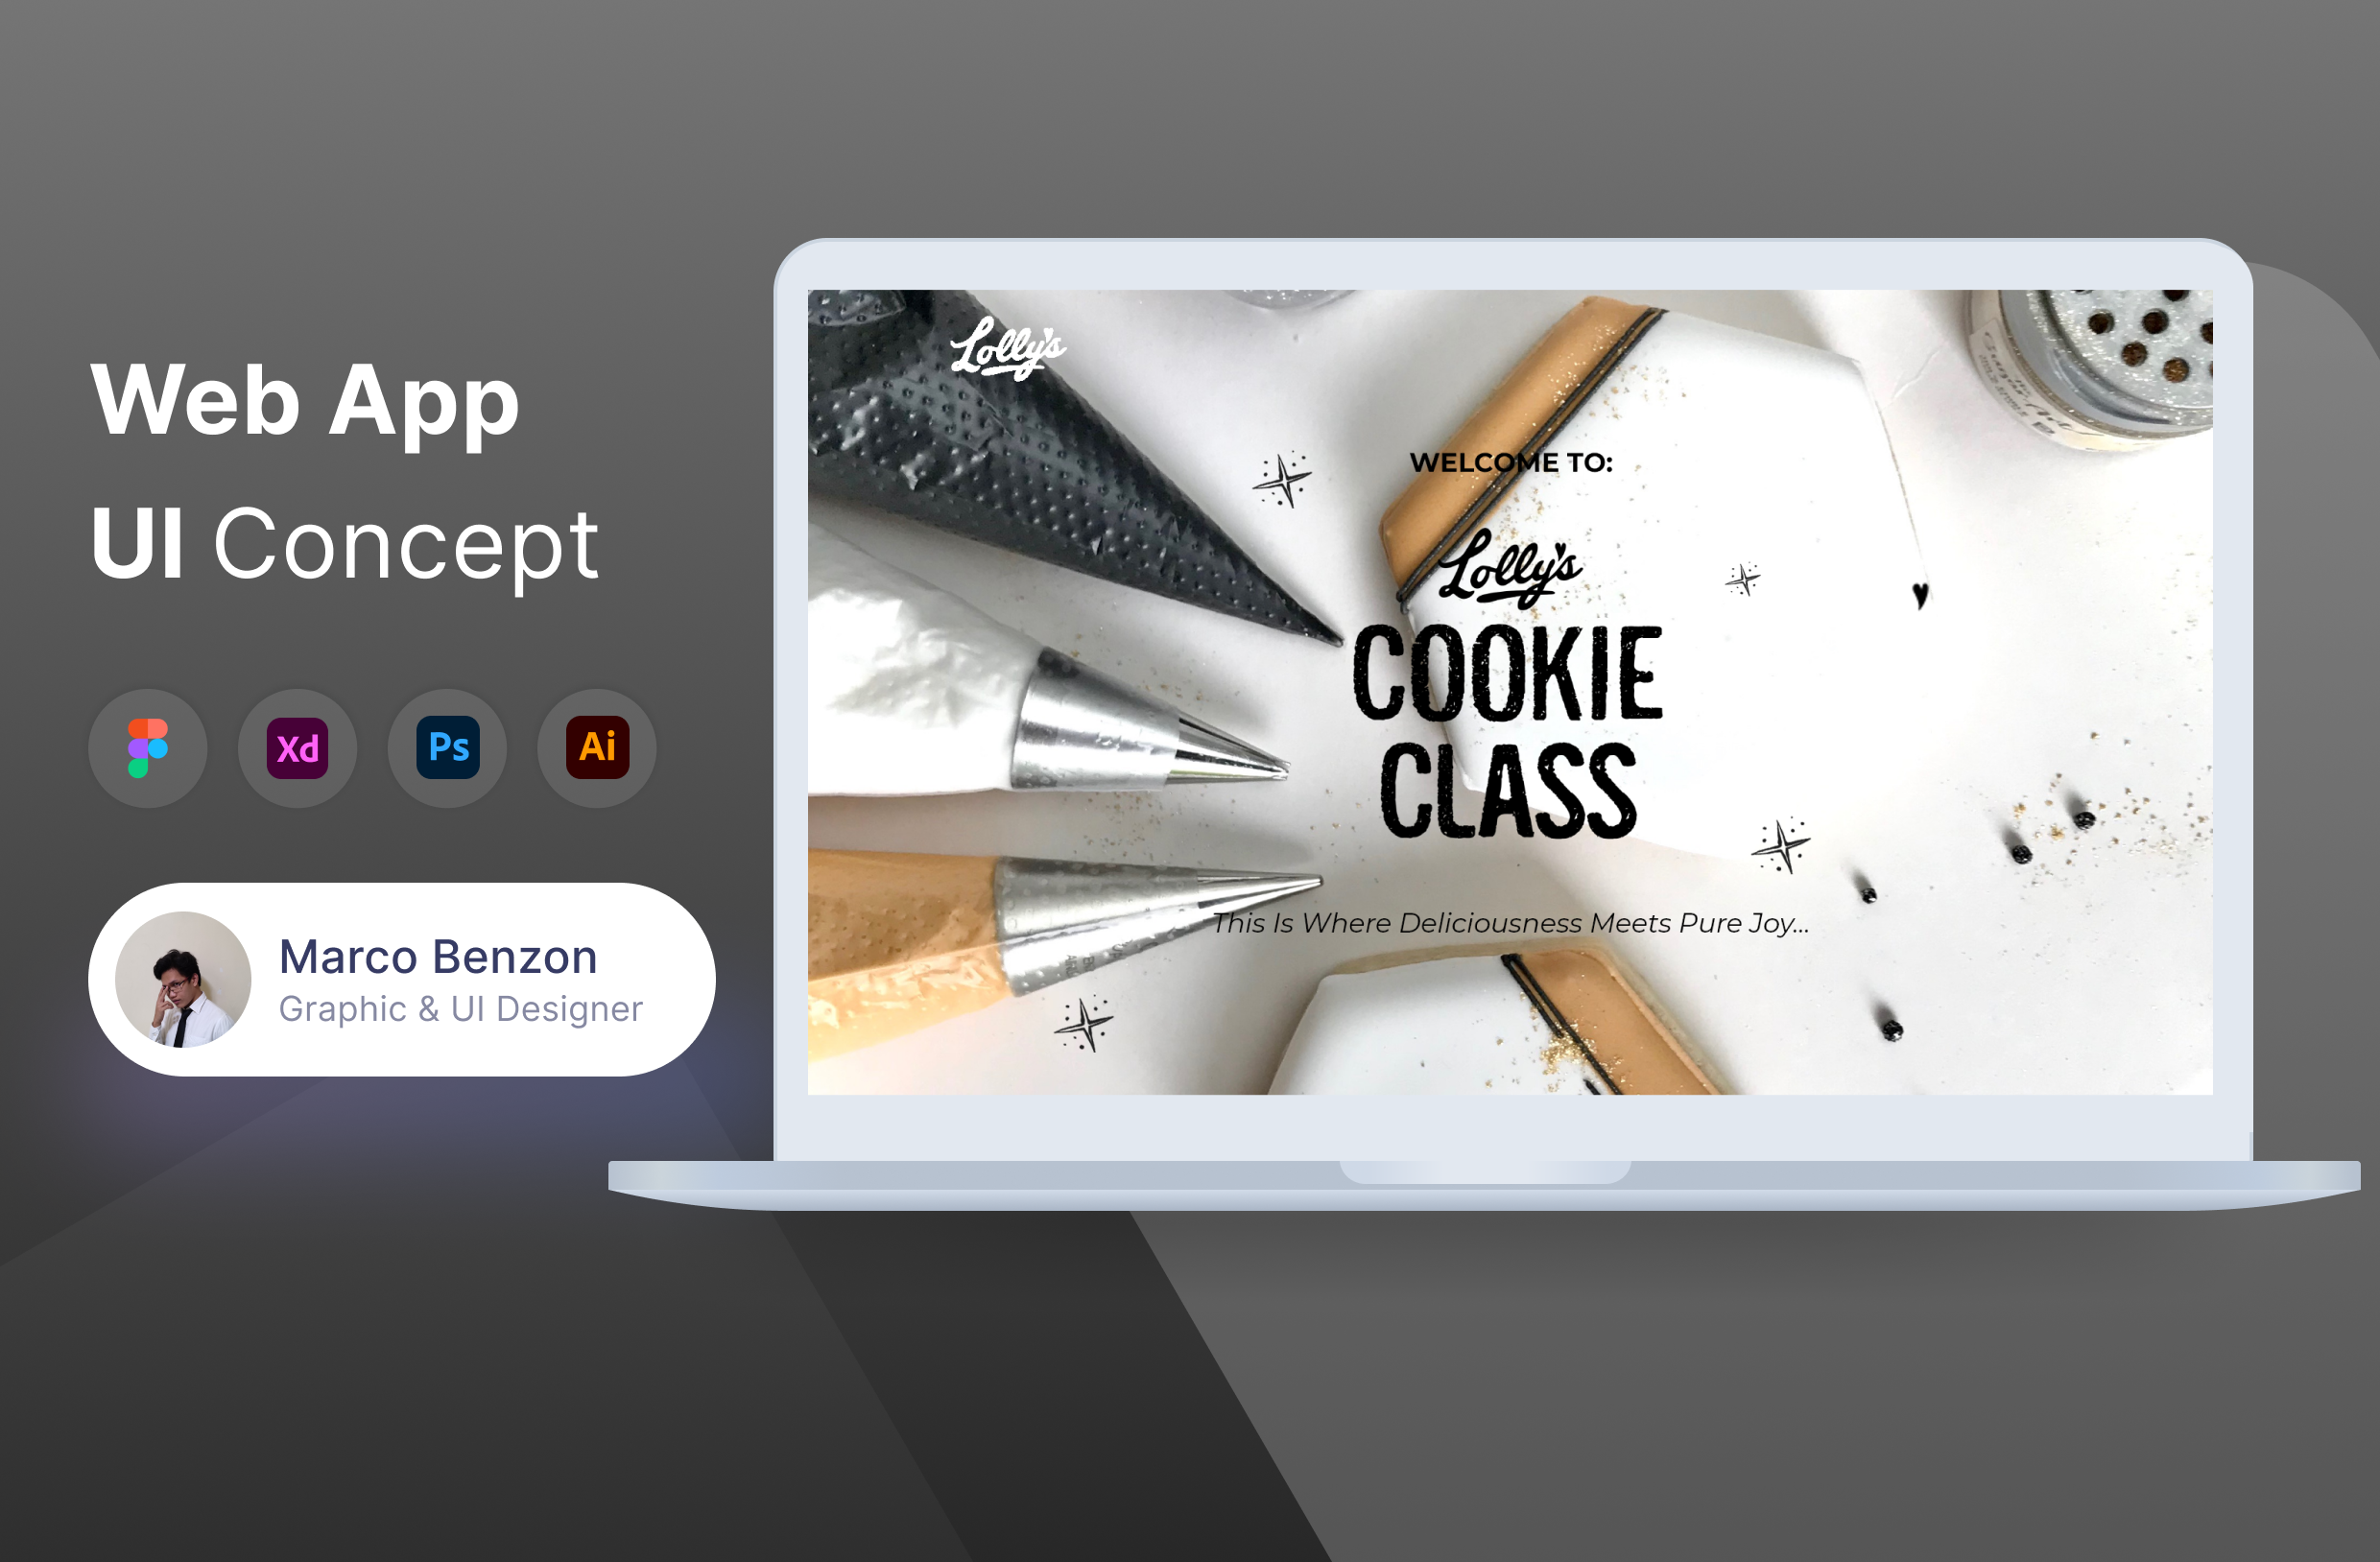 Web App
UI Concept
Xd
Ps
Ai
Marco Benzon
Graphic & UI Designer
Lolly's
WELCOME TO:
Lolly's
COOKIE
CLASS
This Is Where Deliciousness Meets Pure Joy...